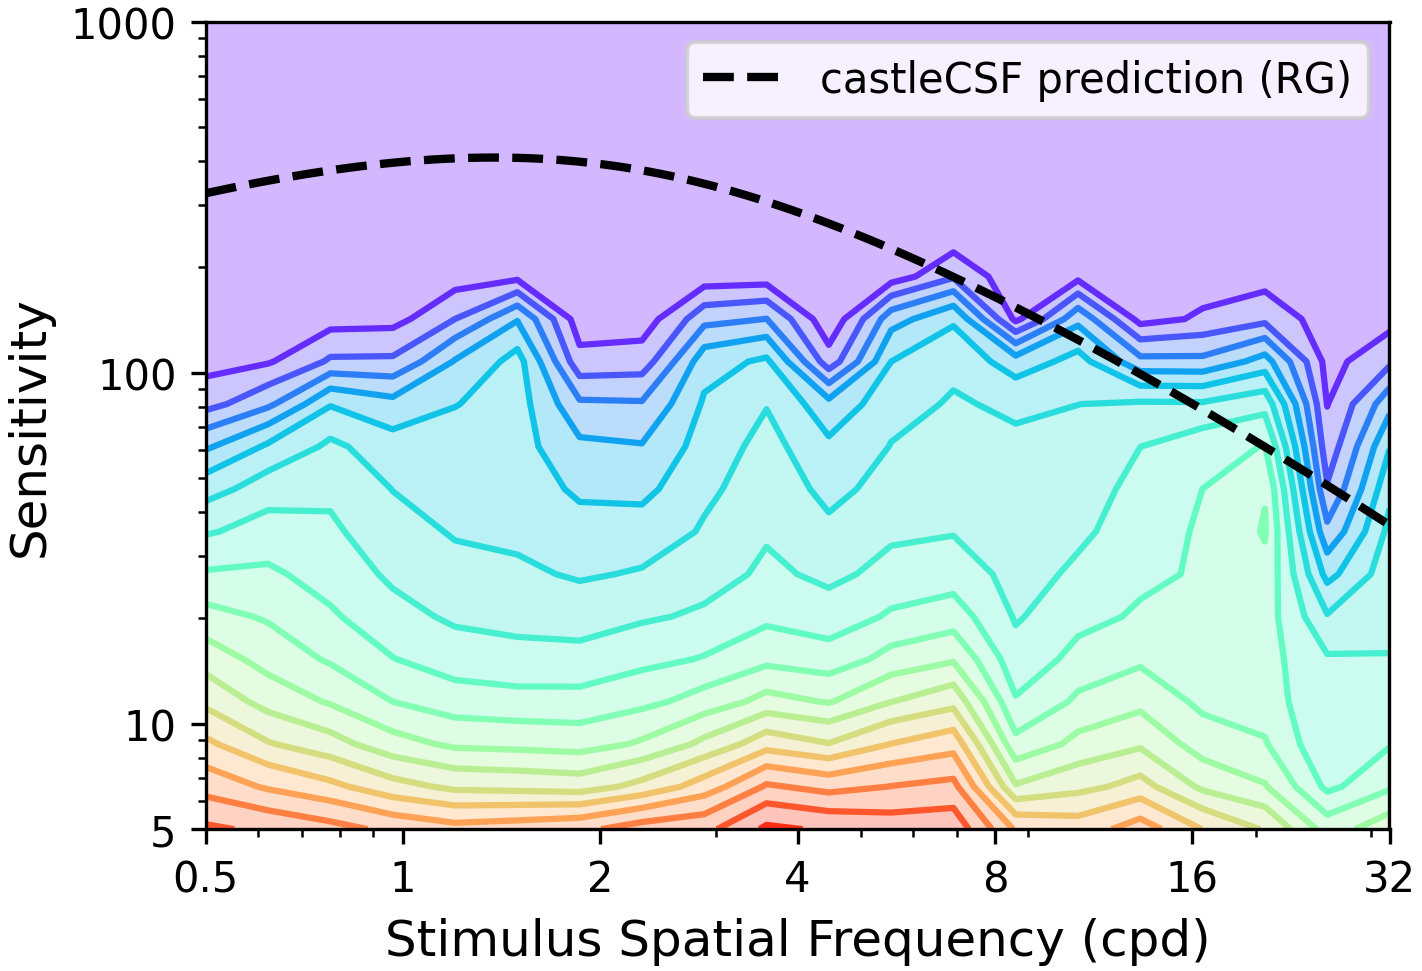 1000
castleCSF prediction (RG)
100
Sensitivity
10
5
0.5 1 2 4 8 16 32
Stimulus Spatial Frequency (cpd)